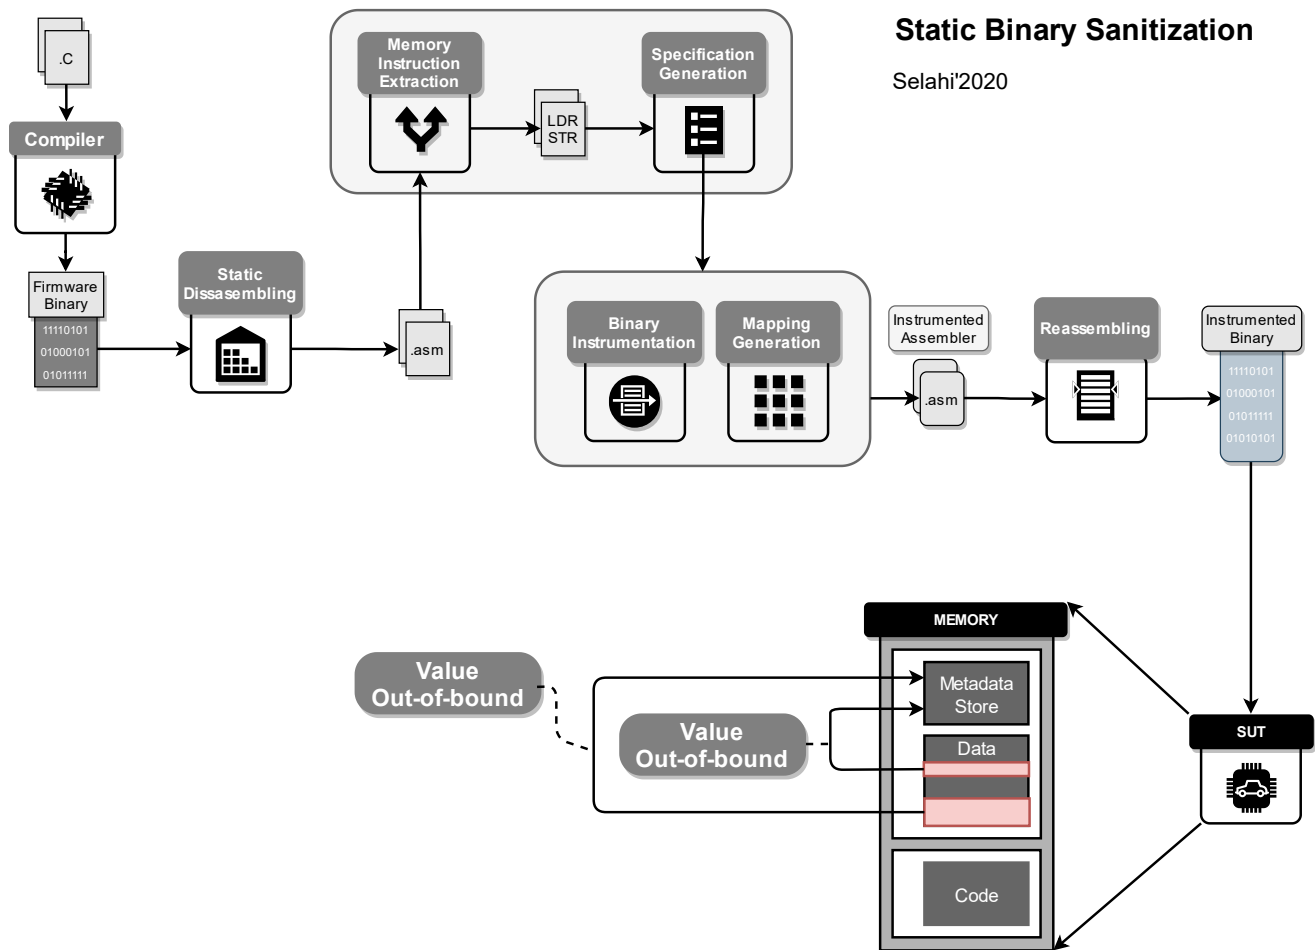 Static Binary Sanitization
Selahi'2020
.C
Compiler
Firmware
Binary
11110101
01000101
01011111
Static
Dissasembling
.asm
Memory
Instruction
Extraction
LDR
STR
Specification
Generation
Binary
Instrumentation
Mapping
Generation
Instrumented
Assembler
.asm
Reassembling
Instrumented
Binary
11110101
01000101
01011111
01010101
SUT
MEMORY
Metadata
Store
Data
Code
Value
Out-of-bound
Value
Out-of-bound